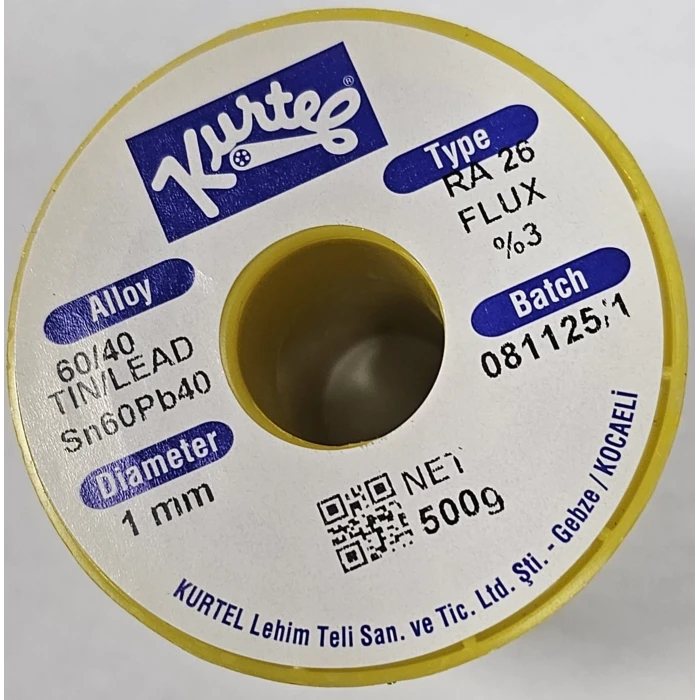 Kurtel®
Type
RA 26
FLUX
%3
Alloy
60/40
TIN/LEAD
Sn60Pb40
Batch
081125/1
Diameter
1 mm
NET
500g
KURTEL Lehim Teli San. ve Tic. Ltd. Şti. - Gebze / KOCAELİ